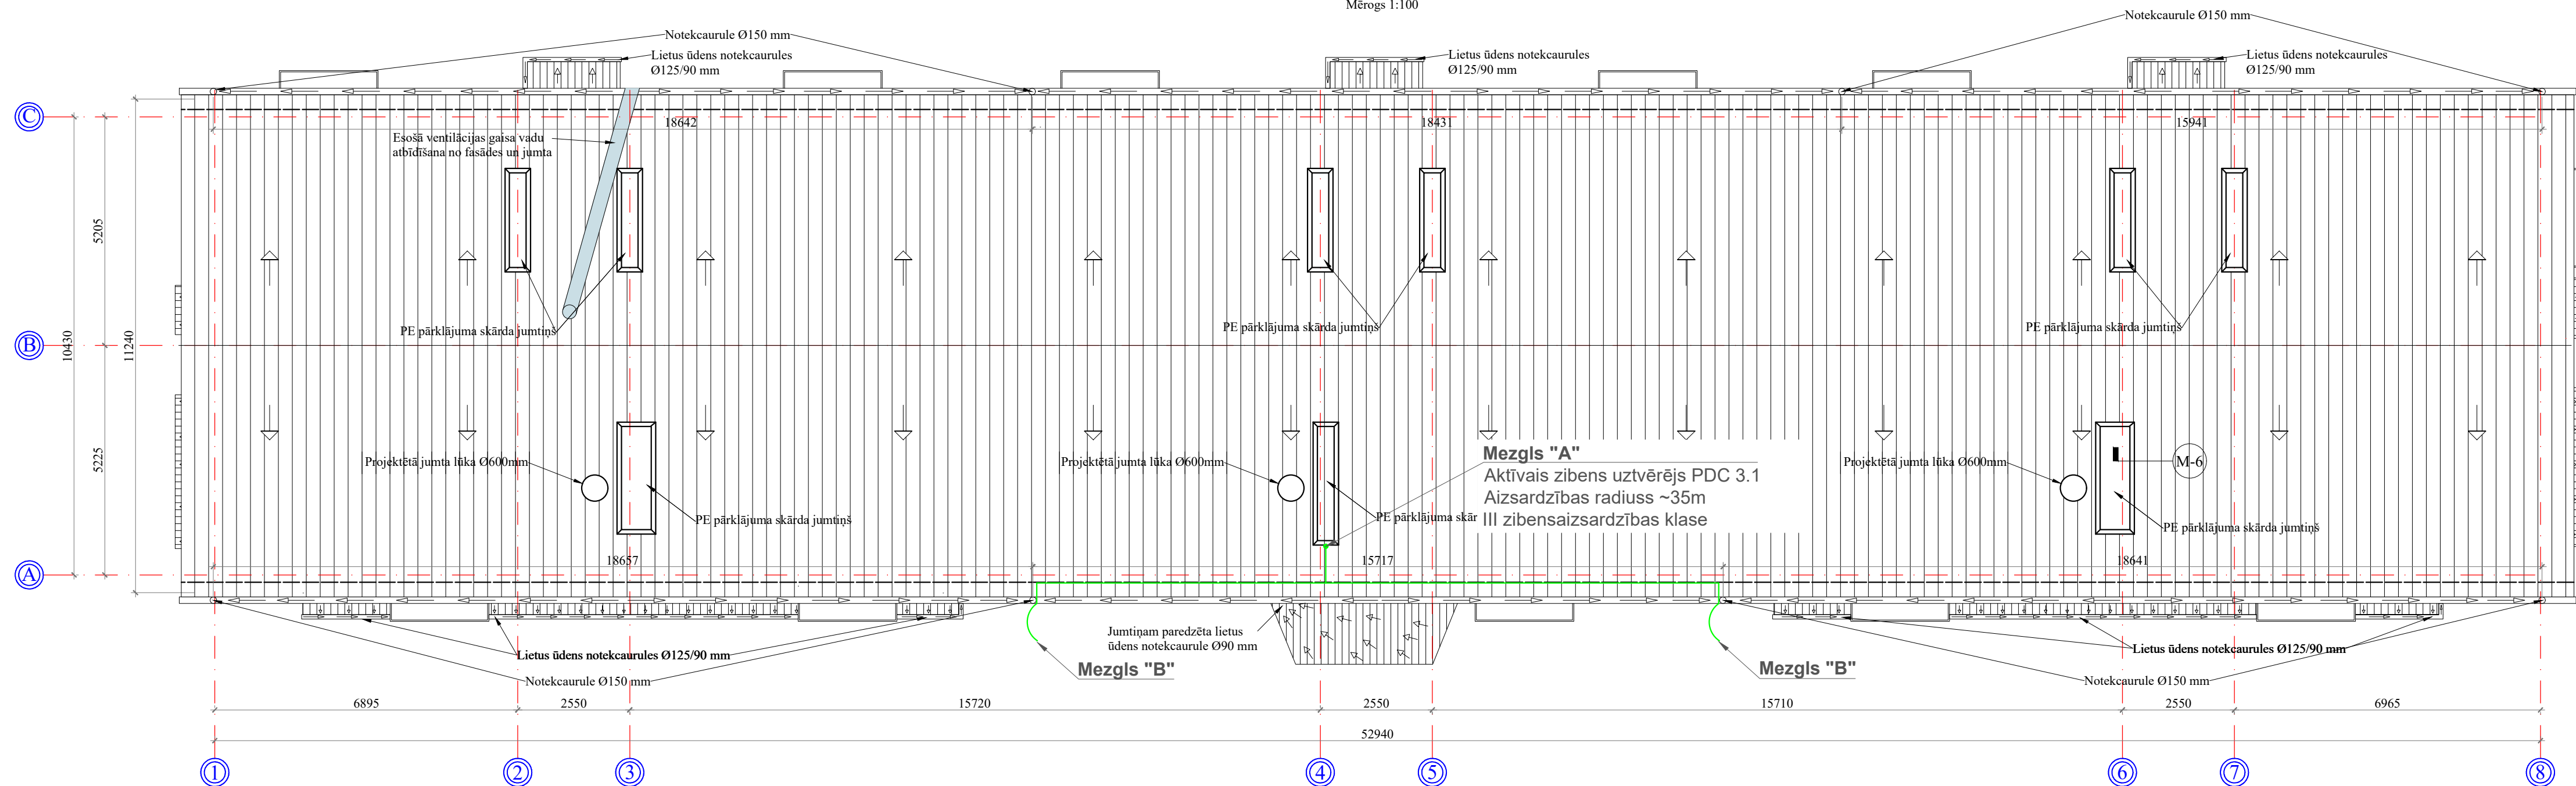 Mērogs 1:100
Notekcaurule Ø150 mm
Notekcaurule Ø150 mm
Lietus ūdens notekcaurules
Ø125/90 mm
Lietus ūdens notekcaurules
Ø125/90 mm
Lietus ūdens notekcaurules
Ø125/90 mm
C
18642
18431
15941
Esošā ventilācijas gaisa vadu
atbīdīšana no fasādes un jumta
5205
PE pārklājuma skārda jumtiņš
PE pārklājuma skārda jumtiņš
PE pārklājuma skārda jumtiņš
B
10430
11240
5225
Projektētā jumta lūka Ø600mm
Projektētā jumta lūka Ø600mm
Projektētā jumta lūka Ø600mm
M-6
Mezgls "A"
Aktīvais zibens uztvērējs PDC 3.1
Aizsardzības radiuss ~35m
III zibensaizsardzības klase
PE pārklājuma skārda jumtiņš
PE pārklājuma skār
PE pārklājuma skārda jumtiņš
18657
15717
18641
A
Jumtiņam paredzēta lietus
ūdens notekcaurule Ø90 mm
Lietus ūdens notekcaurules Ø125/90 mm
Lietus ūdens notekcaurules Ø125/90 mm
Mezgls "B"
Mezgls "B"
Notekcaurule Ø150 mm
Notekcaurule Ø150 mm
6895
2550
15720
2550
15710
2550
6965
52940
1
2
3
4
5
6
7
8